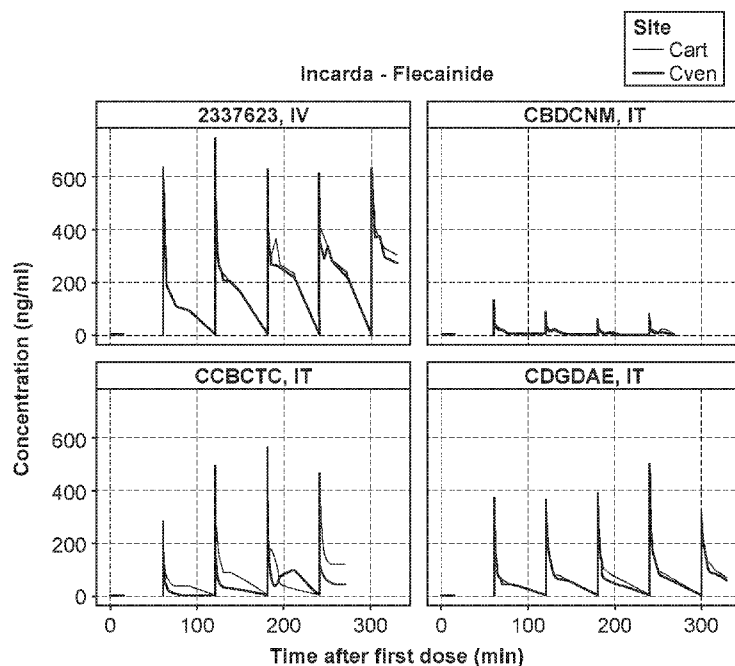 Site
Cart
Cven
Incarda - Flecainide
2337623, IV
CBDCNM, IT
600
400
200
0
Concentration (ng/ml)
CCBCTC, IT
CDGDAE, IT
600
400
200
0
0 100 200 300
0 100 200 300
Time after first dose (min)